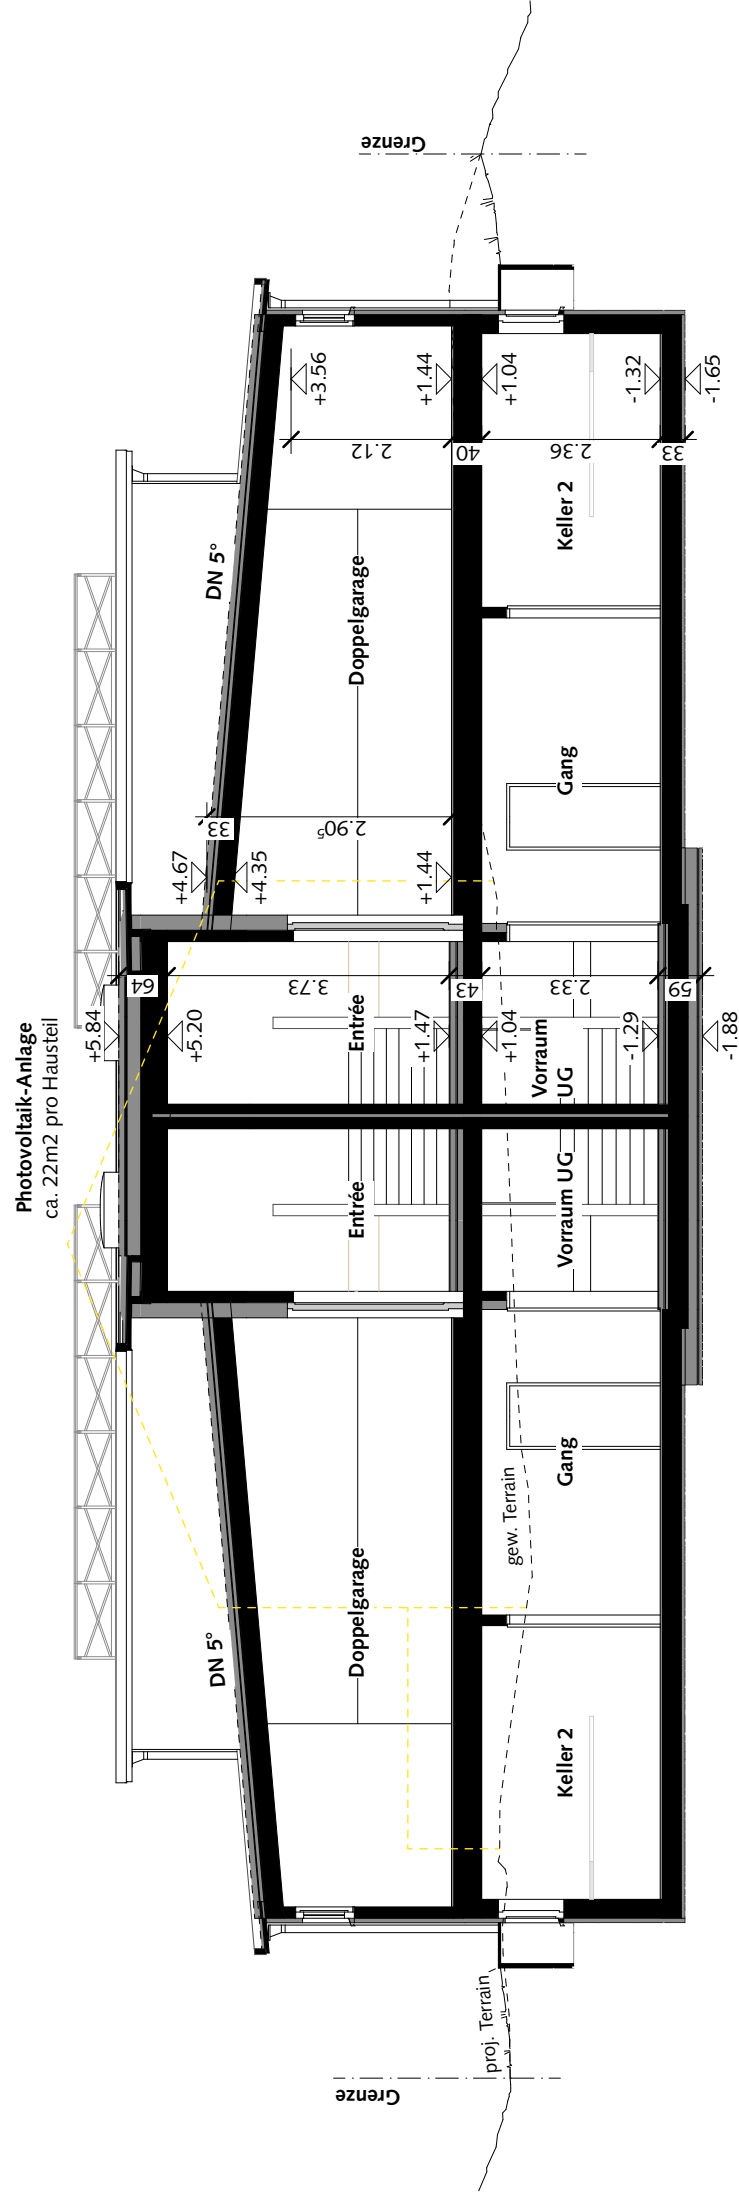 Photovoltaik-Anlage
ca. 22m2 pro Hausteil
Grenze
Grenze
DN 5°
DN 5°
+5.84
+5.20
64
3.73
43
2.33
59
+4.67
+4.35
33
2.90⁵
+1.44
+3.56
2.12
+1.44
40
+1.04
2.36
-1.32
33
-1.65
Doppelgarage
Entrée
Entrée
Doppelgarage
+1.47
+1.04
-1.29
-1.88
Keller 2
Gang
Vorraum UG
Vorraum
UG
Gang
Keller 2
gew. Terrain
proj. Terrain